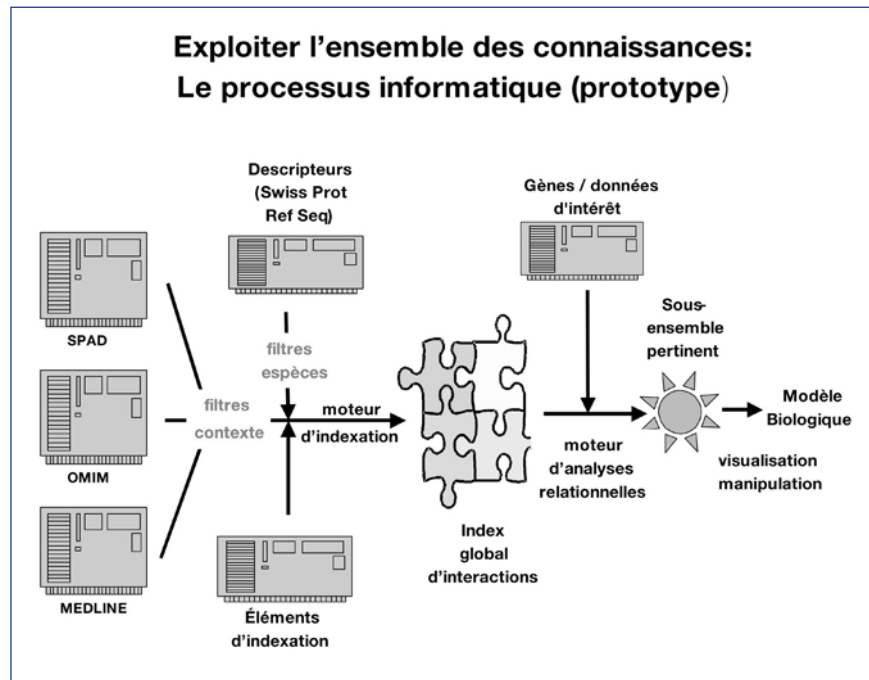 Exploiter l'ensemble des connaissances:
Le processus informatique (prototype)
Descripteurs
(Swiss Prot
Ref Seq)
Gènes / données
d'intérêt
SPAD
filtres
espèces
Sous-
ensemble
pertinent
filtres
contexte
moteur
d'indexation
Modèle
Biologique
OMIM
moteur
d'analyses
relationnelles
visualisation
manipulation
Index
global
d'interactions
MEDLINE
Éléments
d'indexation